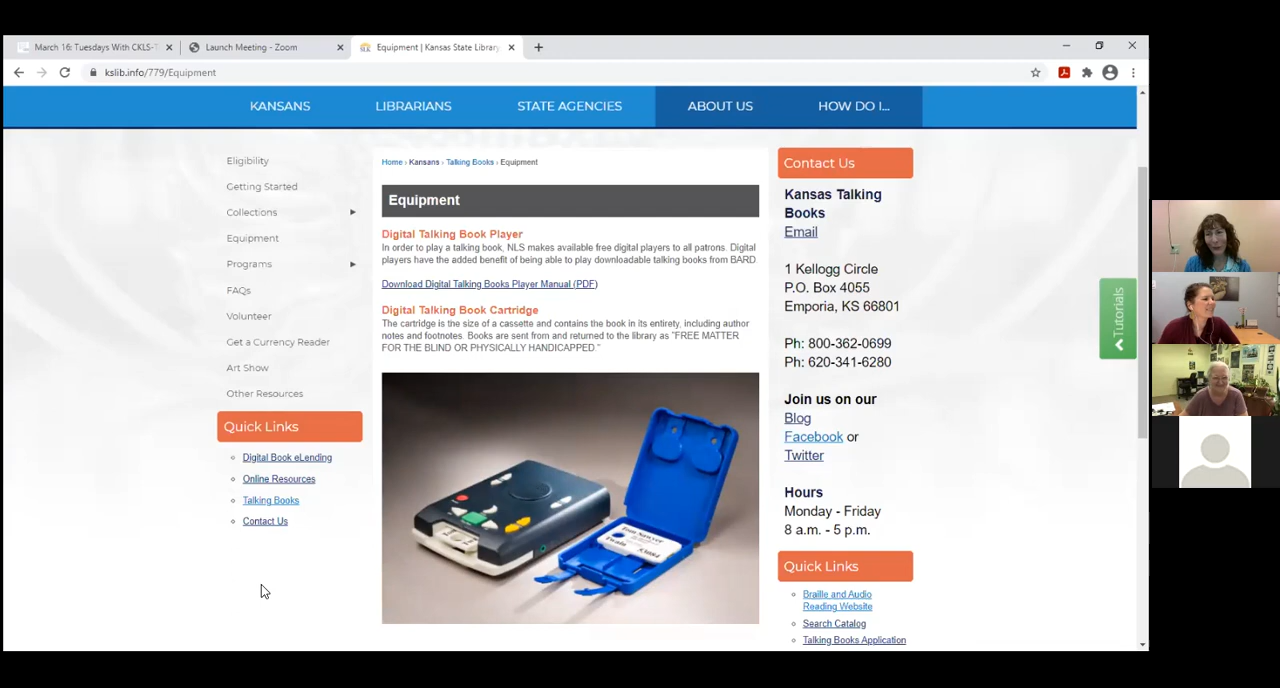 March 16: Tuesdays With CKLS-T
Launch Meeting - Zoom
Equipment | Kansas State Library
kslib.info/779/Equipment
KANSANS
LIBRARIANS
STATE AGENCIES
ABOUT US
HOW DO I...
Eligibility
Getting Started
Collections
Equipment
Programs
FAQs
Volunteer
Get a Currency Reader
Art Show
Other Resources
Quick Links
Digital Book eLending
Online Resources
Talking Books
Contact Us
Home › Kansans › Talking Books › Equipment
Equipment
Digital Talking Book Player
In order to play a talking book, NLS makes available free digital players to all patrons. Digital
players have the added benefit of being able to play downloadable talking books from BARD.
Download Digital Talking Books Player Manual (PDF)
Digital Talking Book Cartridge
The cartridge is the size of a cassette and contains the book in its entirety, including author
notes and footnotes. Books are sent from and returned to the library as "FREE MATTER
FOR THE BLIND OR PHYSICALLY HANDICAPPED."
Tom Sawyer
Twain
Contact Us
Kansas Talking
Books
Email
1 Kellogg Circle
P.O. Box 4055
Emporia, KS 66801
Ph: 800-362-0699
Ph: 620-341-6280
Join us on our
Blog
Facebook or
Twitter
Hours
Monday - Friday
8 a.m. - 5 p.m.
Quick Links
Braille and Audio
Reading Website
Search Catalog
Talking Books Application
Tutorials